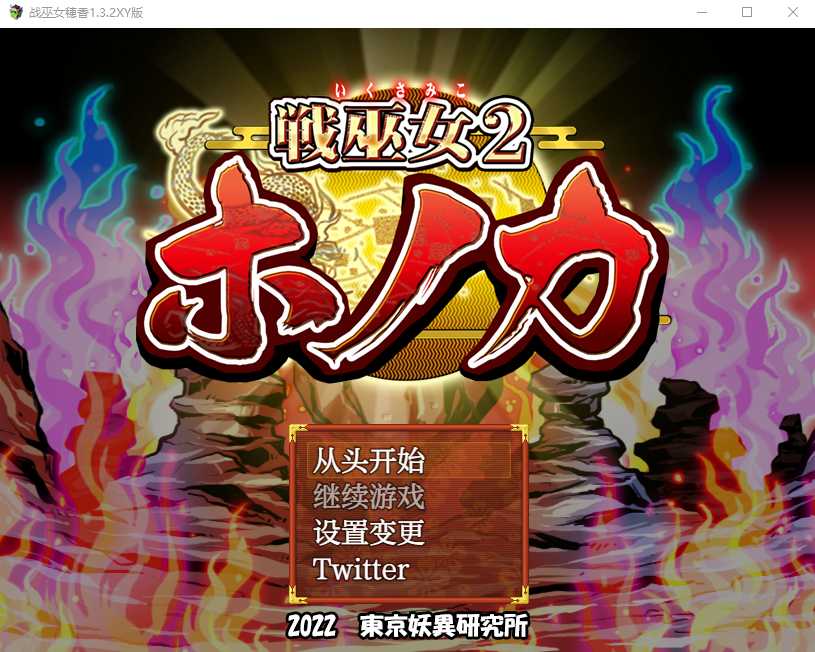 战巫女穗香1.3.2XY版
いくさみこ
戦巫女2
ホノカ
从头开始
继续游戏
设置变更
Twitter
2022 東京妖異研究所